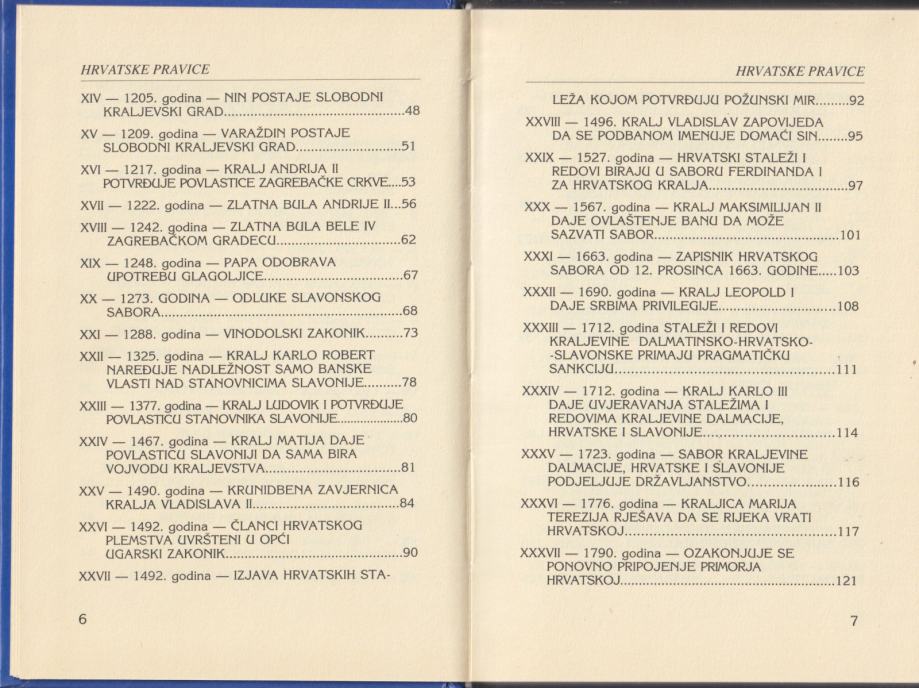 HRVATSKE PRAVICE
XIV — 1205. godina — NIN POSTAJE SLOBODNI
KRALJEVSKI GRAD....................................................48
XV — 1209. godina — VARAŽDIN POSTAJE
SLOBODNI KRALJEVSKI GRAD..............................51
XVI — 1217. godina — KRALJ ANDRIJA II
POTVRĐUJE POVLASTICE ZAGREBAČKE CRKVE....53
XVII — 1222. godina — ZLATNA BULA ANDRIJE II...56
XVIII — 1242. godina — ZLATNA BULA BELE IV
ZAGREBAČKOM GRADECU...................................62
XIX — 1248. godina — PAPA ODOBRAVA
UPOTREBU GLAGOLJICE.......................................67
XX — 1273. GODINA — ODLUKE SLAVONSKOG
SABORA....................................................................68
XXI — 1288. godina — VINODOLSKI ZAKONIK..........73
XXII — 1325. godina — KRALJ KARLO ROBERT
NAREĐUJE NADLEŽNOST SAMO BANSKE
VLASTI NAD STANOVNICIMA SLAVONIJE..........78
XXIII — 1377. godina — KRALJ LUDOVIK I POTVRĐUJE
POVLASTICU STANOVNIKA SLAVONIJE..................80
XXIV — 1467. godina — KRALJ MATIJA DAJE
POVLASTICU SLAVONIJI DA SAMA BIRA
VOJVODU KRALJEVSTVA.......................................81
XXV — 1490. godina — KRUNIDBENA ZAVJERNICA
KRALJA VLADISLAVA II..........................................84
XXVI — 1492. godina — ČLANCI HRVATSKOG
PLEMSTVA UVRŠTENI U OPĆI
UGARSKI ZAKONIK..................................................90
XXVII — 1492. godina — IZJAVA HRVATSKIH STA-
6
HRVATSKE PRAVICE
LEŽA KOJOM POTVRĐUJU POŽUNSKI MIR.........92
XXVIII — 1496. KRALJ VLADISLAV ZAPOVIJEDA
DA SE PODBANOM IMENUJE DOMAĆI SIN........95
XXIX — 1527. godina — HRVATSKI STALEŽI I
REDOVI BIRAJU U SABORU FERDINANDA I
ZA HRVATSKOG KRALJA.......................................97
XXX — 1567. godina — KRALJ MAKSIMILIJAN II
DAJE OVLAŠTENJE BANU DA MOŽE
SAZVATI SABOR....................................................101
XXXI — 1663. godina — ZAPISNIK HRVATSKOG
SABORA OD 12. PROSINCA 1663. GODINE.....103
XXXII — 1690. godina — KRALJ LEOPOLD I
DAJE SRBIMA PRIVILEGIJE.................................108
XXXIII — 1712. godina STALEŽI I REDOVI
KRALJEVINE DALMATINSKO-HRVATSKO-
-SLAVONSKE PRIMAJU PRAGMATIČKU
SANKCIJU..............................................................111
XXXIV — 1712. godina — KRALJ KARLO III
DAJE UVJERAVANJA STALEŽIMA I
REDOVIMA KRALJEVINE DALMACIJE,
HRVATSKE I SLAVONIJE.....................................114
XXXV — 1723. godina — SABOR KRALJEVINE
DALMACIJE, HRVATSKE I SLAVONIJE
PODJELJUJE DRŽAVLJANSTVO..........................116
XXXVI — 1776. godina — KRALJICA MARIJA
TEREZIJA RJEŠAVA DA SE RIJEKA VRATI
HRVATSKOJ...........................................................117
XXXVII — 1790. godina — OZAKONJUJE SE
PONOVNO PRIPOJENJE PRIMORJA
HRVATSKOJ...........................................................121
7